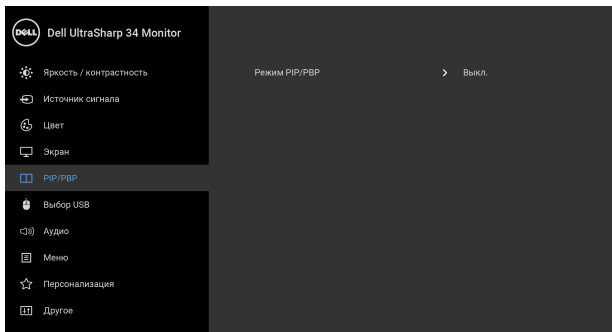 DELL Dell UltraSharp 34 Monitor
Яркость / контрастность
Режим PIP/PBP Выкл.
Источник сигнала
Цвет
Экран
PIP/PBP
Выбор USB
Аудио
Меню
Персонализация
Другое